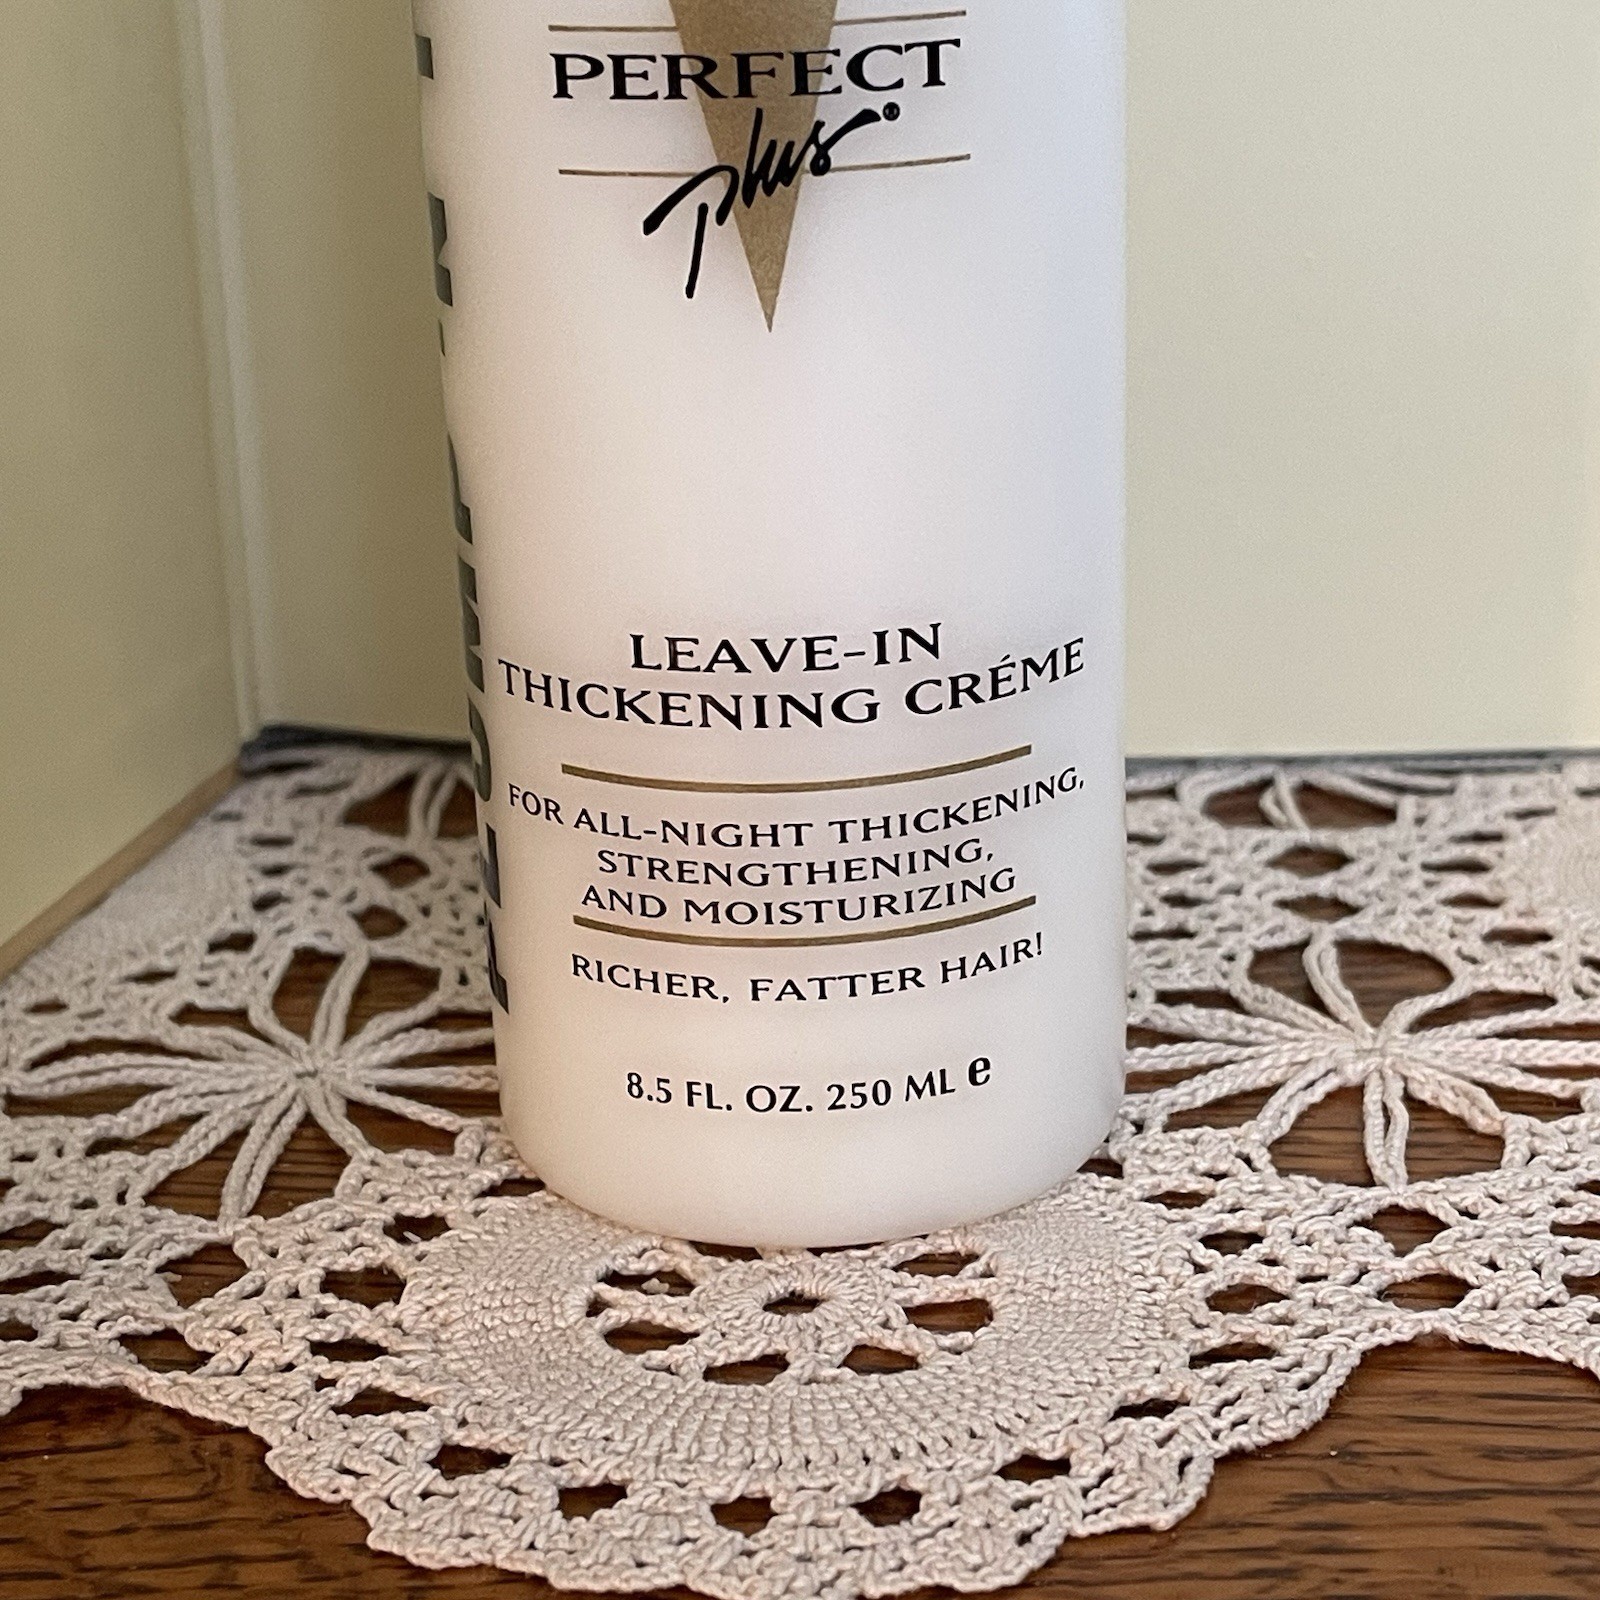 PERFECT
plus®
LEAVE-IN
THICKENING CRÉME
FOR ALL-NIGHT THICKENING,
STRENGTHENING,
AND MOISTURIZING
RICHER, FATTER HAIR!
8.5 FL. OZ. 250 ML e